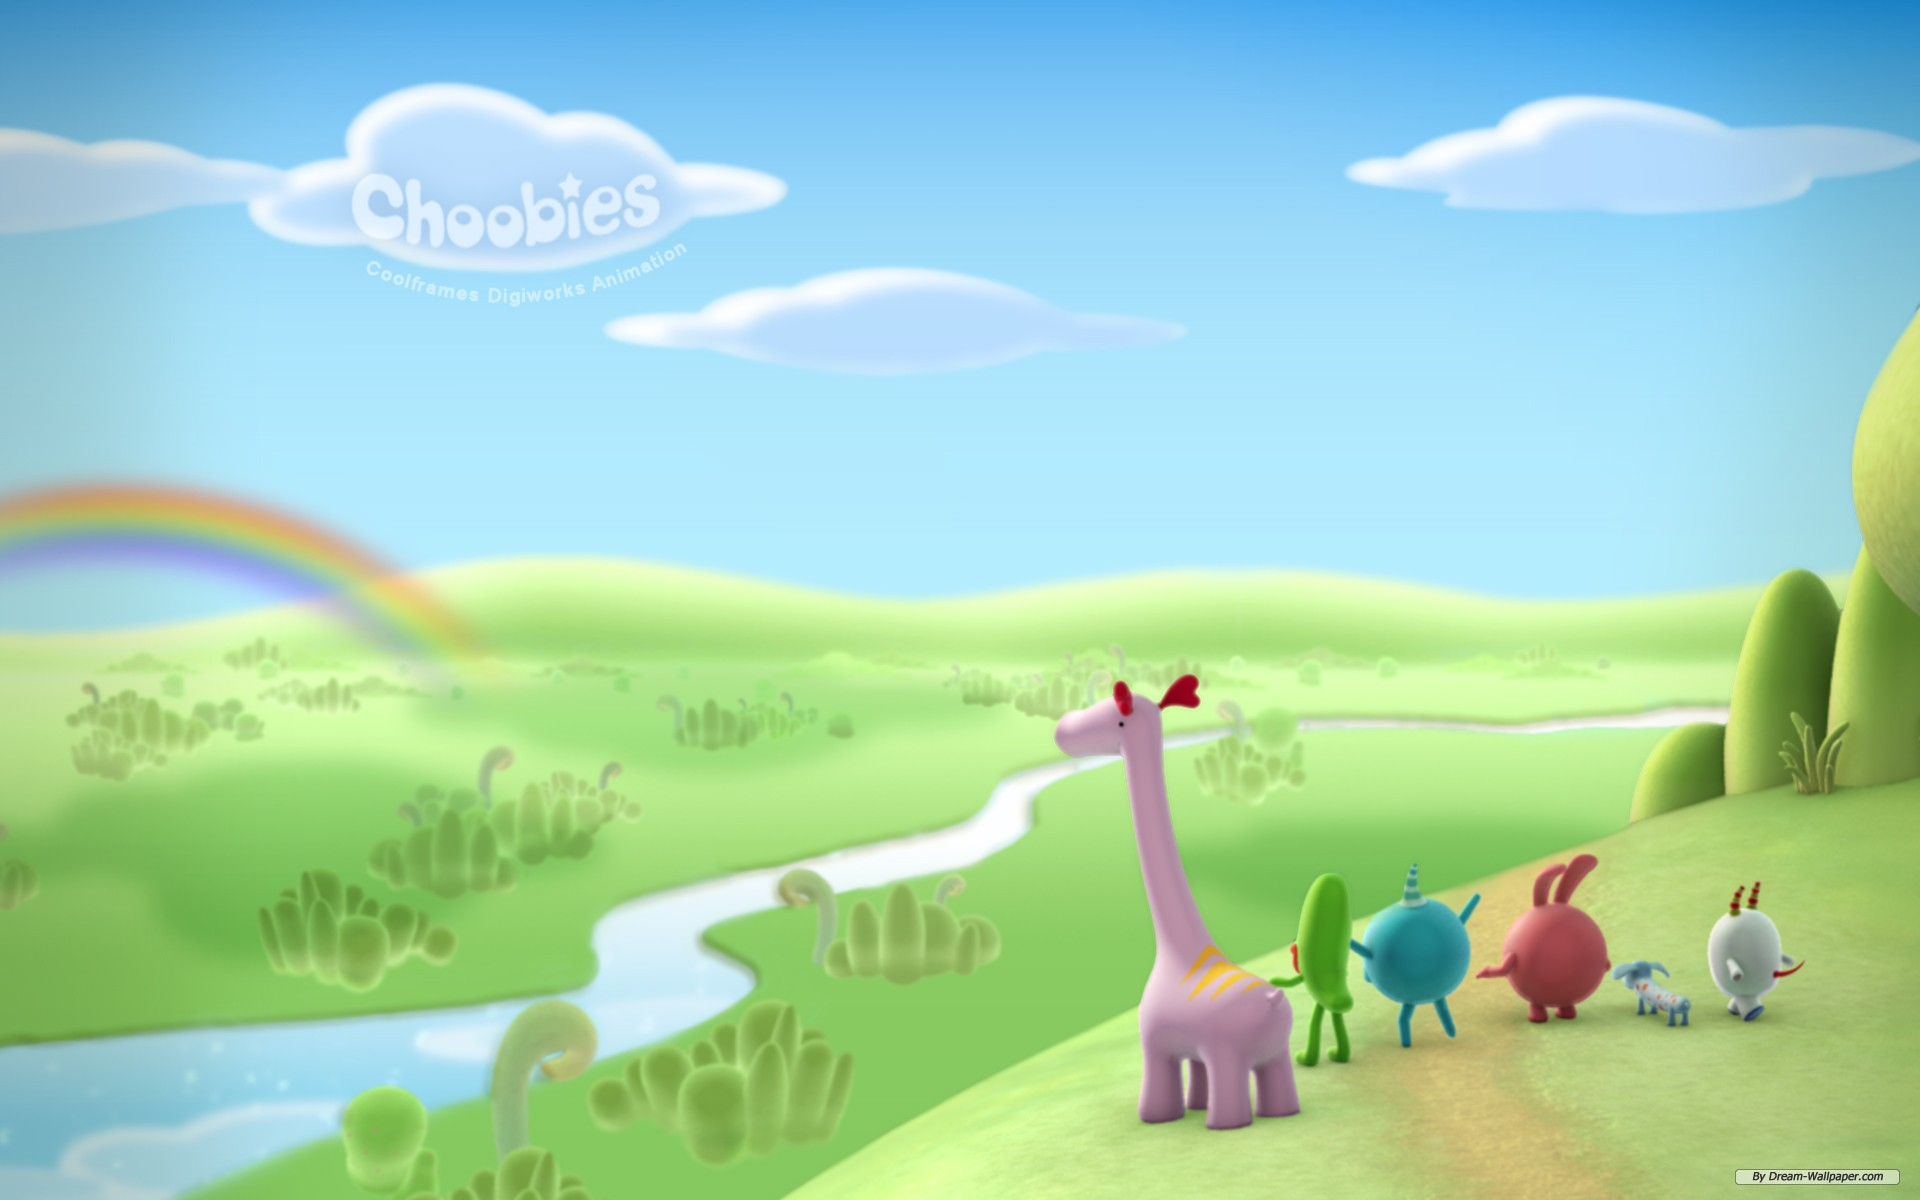 Choobies
Coolframes Digiworks Animation
By Dream-Wallpaper.com